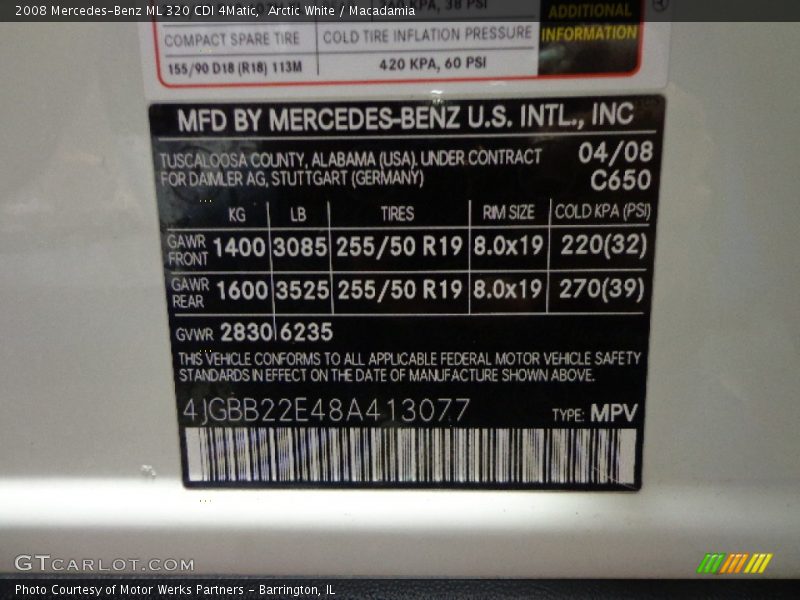 2008 Mercedes-Benz ML 320 CDI 4Matic, Arctic White / Macadamia
ADDITIONAL
INFORMATION
COMPACT SPARE TIRE COLD TIRE INFLATION PRESSURE
155/90 D18 (R18) 113M 420 KPA, 60 PSI
MFD BY MERCEDES-BENZ U.S. INTL., INC
TUSCALOOSA COUNTY, ALABAMA (USA). UNDER CONTRACT 04/08
FOR DAIMLER AG, STUTTGART (GERMANY) C650
KG LB TIRES RIM SIZE COLD KPA (PSI)
GAWR FRONT 1400 3085 255/50 R19 8.0x19 220(32)
GAWR REAR 1600 3525 255/50 R19 8.0x19 270(39)
GVWR 2830 6235
THIS VEHICLE CONFORMS TO ALL APPLICABLE FEDERAL MOTOR VEHICLE SAFETY
STANDARDS IN EFFECT ON THE DATE OF MANUFACTURE SHOWN ABOVE.
4JGBB22E48A413077 TYPE: MPV
GTCARLOT.COM
Photo Courtesy of Motor Werks Partners - Barrington, IL